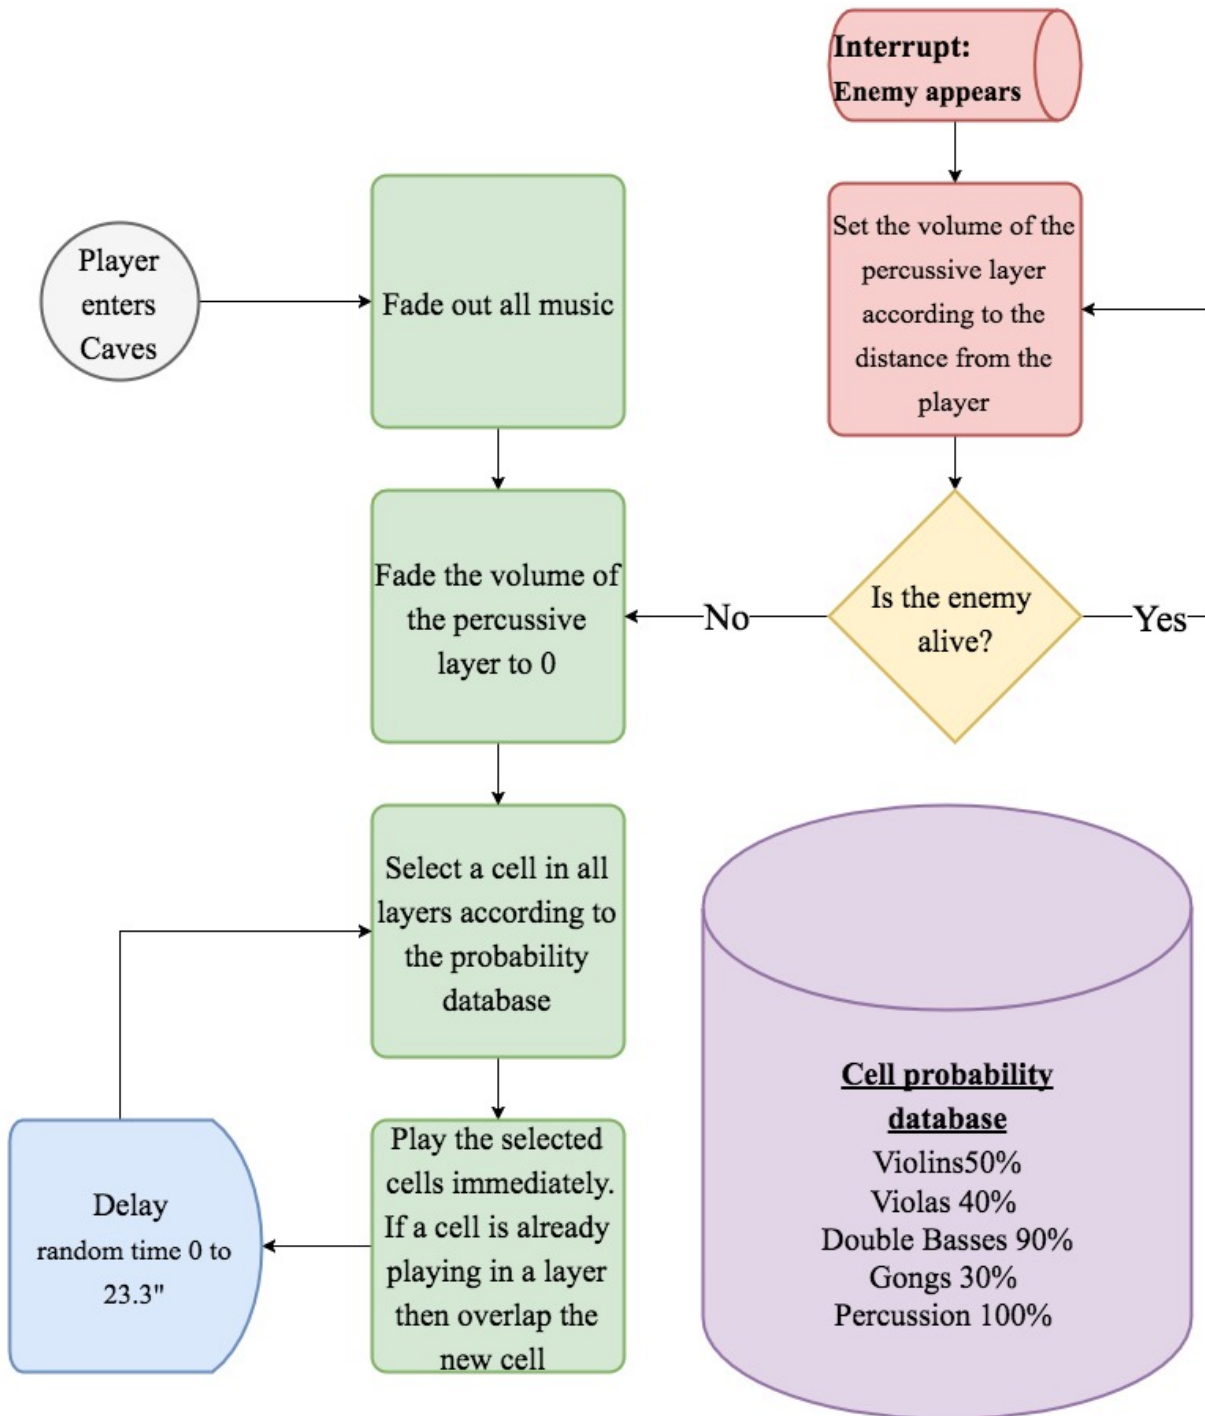 Interrupt:
Enemy appears
Player
enters
Caves
Fade out all music
Set the volume of the
percussive layer
according to the
distance from the
player
Fade the volume of
the percussive
layer to 0
No
Is the enemy
alive?
Yes
Select a cell in all
layers according to
the probability
database
Cell probability
database
Violins50%
Violas 40%
Double Basses 90%
Gongs 30%
Percussion 100%
Play the selected
cells immediately.
If a cell is already
playing in a layer
then overlap the
new cell
Delay
random time 0 to
23.3"